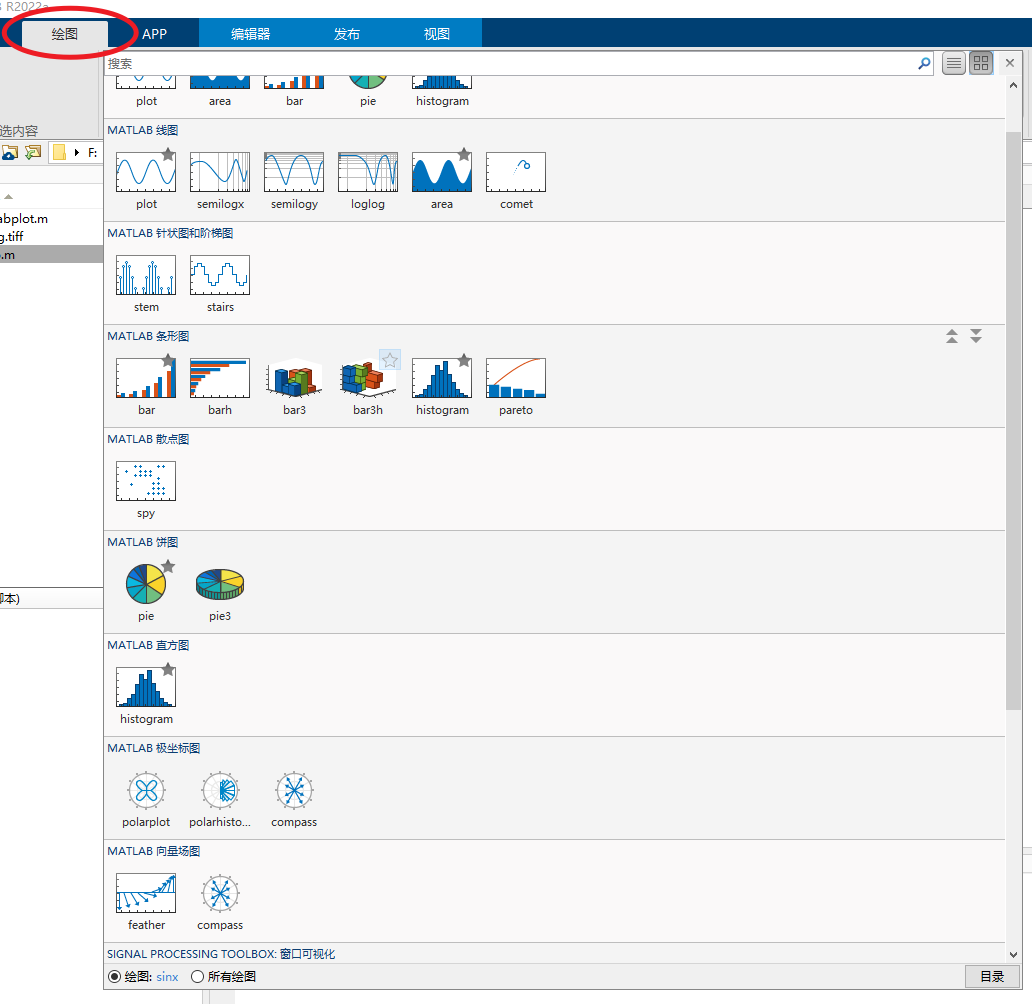 R2022a
绘图 APP 编辑器 发布 视图
搜索
plot area bar pie histogram
选内容
MATLAB 线图
F:
plot semilogx semilogy loglog area comet
abplot.m
MATLAB 针状图和阶梯图
g.tiff
.m
stem stairs
MATLAB 条形图
bar barh bar3 bar3h histogram pareto
MATLAB 散点图
spy
MATLAB 饼图
本)
pie pie3
MATLAB 直方图
histogram
MATLAB 极坐标图
polarplot polarhisto... compass
MATLAB 向量场图
feather compass
SIGNAL PROCESSING TOOLBOX: 窗口可视化
绘图: sinx 所有绘图 目录